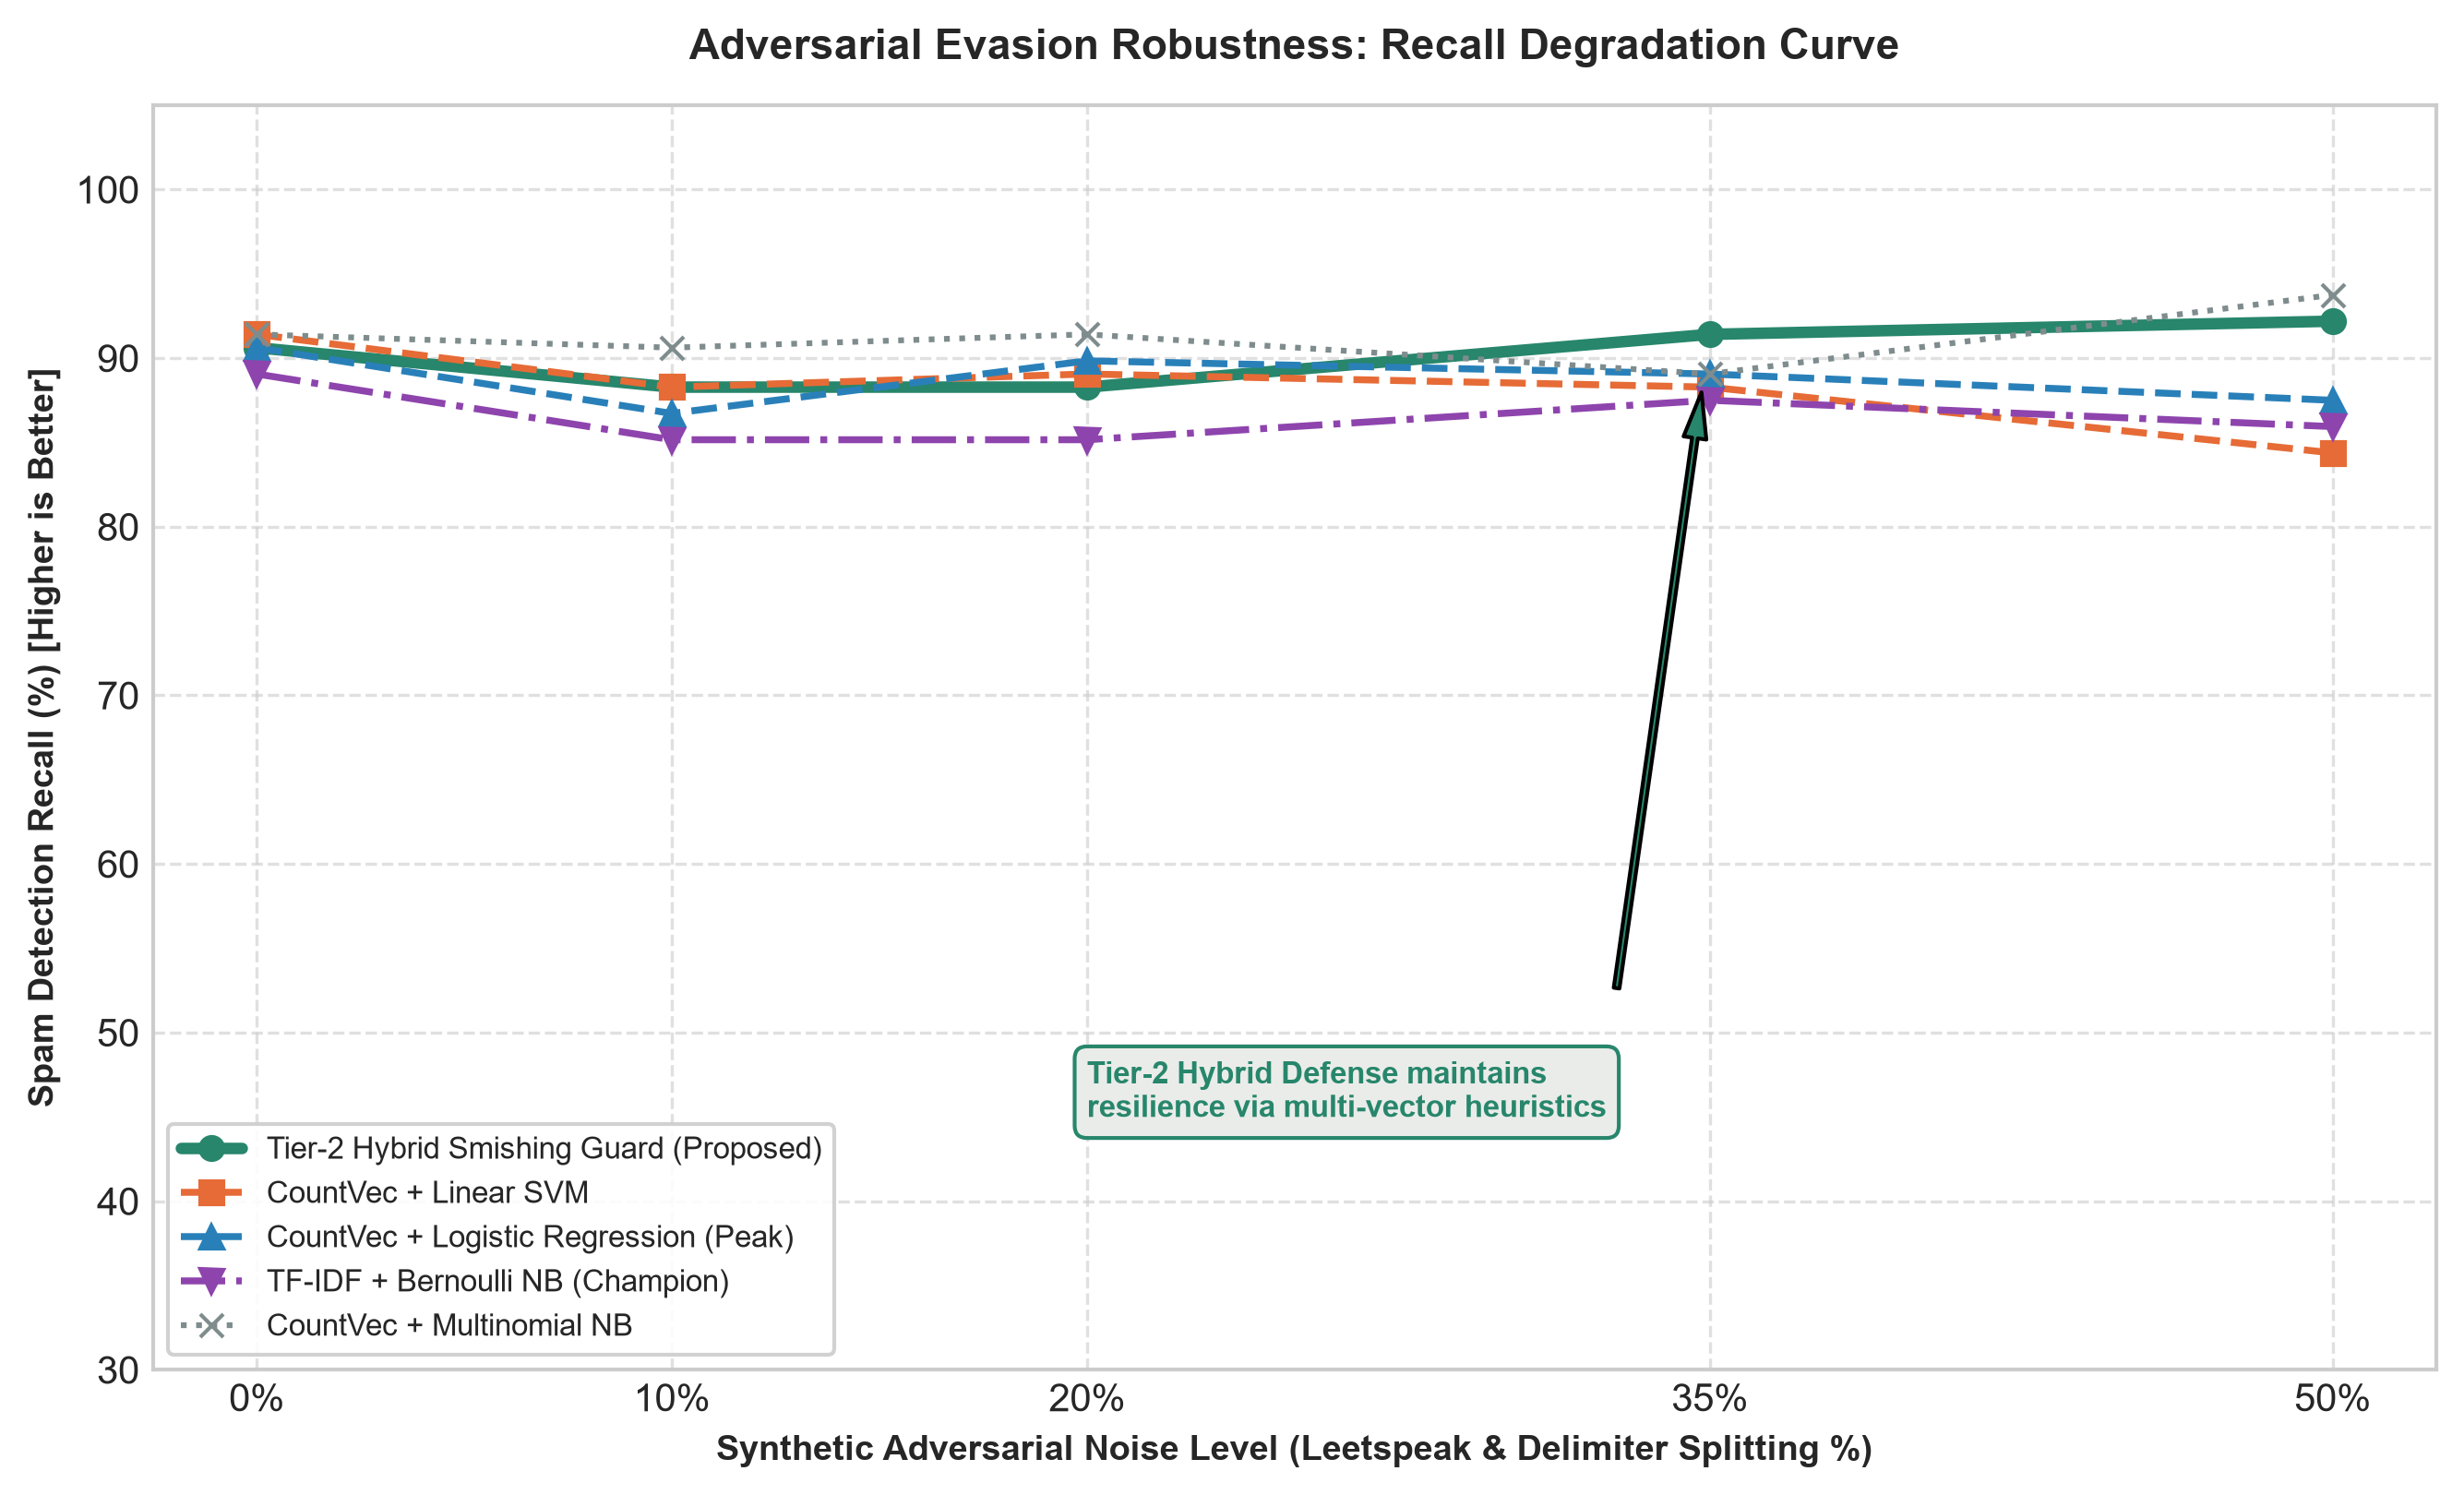 Adversarial Evasion Robustness: Recall Degradation Curve
Spam Detection Recall (%) [Higher is Better]
100
90
80
70
60
50
40
30
Tier-2 Hybrid Defense maintains
resilience via multi-vector heuristics
Tier-2 Hybrid Smishing Guard (Proposed)
CountVec + Linear SVM
CountVec + Logistic Regression (Peak)
TF-IDF + Bernoulli NB (Champion)
CountVec + Multinomial NB
0% 10% 20% 35% 50%
Synthetic Adversarial Noise Level (Leetspeak & Delimiter Splitting %)